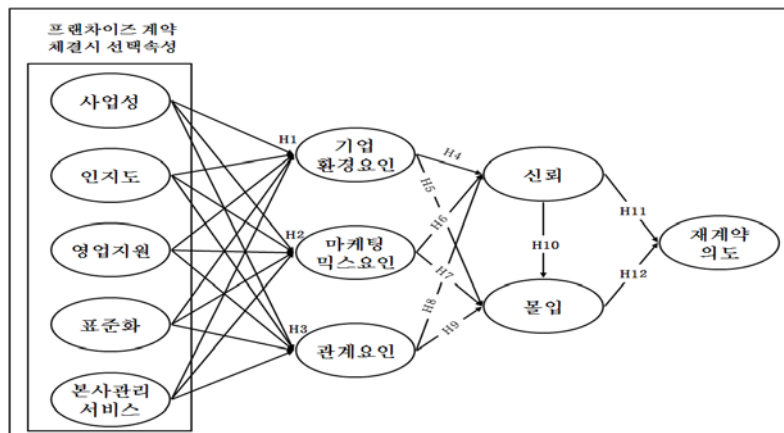 프랜차이즈 계약
체결시 선택속성
사업성
인지도
영업지원
표준화
본사관리
서비스
H1
H2
H3
기업
환경요인
마케팅
믹스요인
관계요인
H4
H5
H6
H7
H8
H9
신뢰
H10
몰입
H11
H12
재계약
의도